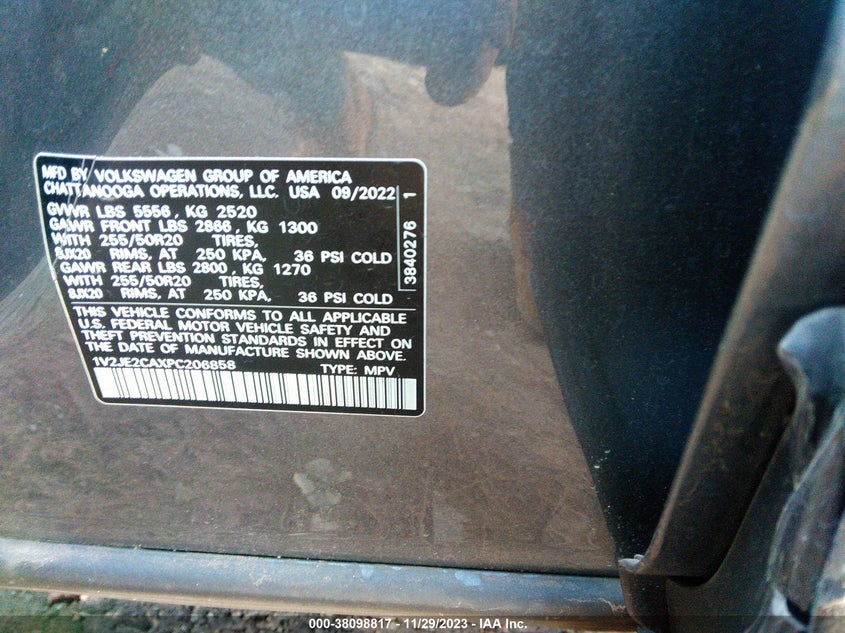 MFD BY VOLKSWAGEN GROUP OF AMERICA
CHATTANOOGA OPERATIONS, LLC. USA 09/2022
GVWR LBS 5556, KG 2520
GAWR FRONT LBS 2866, KG 1300
WITH 255/50R20 TIRES,
8JX20 RIMS, AT 250 KPA, 36 PSI COLD
GAWR REAR LBS 2800, KG 1270
WITH 255/50R20 TIRES,
8JX20 RIMS, AT 250 KPA, 36 PSI COLD
3840276 1
THIS VEHICLE CONFORMS TO ALL APPLICABLE
U.S. FEDERAL MOTOR VEHICLE SAFETY AND
THEFT PREVENTION STANDARDS IN EFFECT ON
THE DATE OF MANUFACTURE SHOWN ABOVE.
1V2JE2CAXPC206858 TYPE: MPV
000-38098817 - 11/29/2023 - IAA Inc.